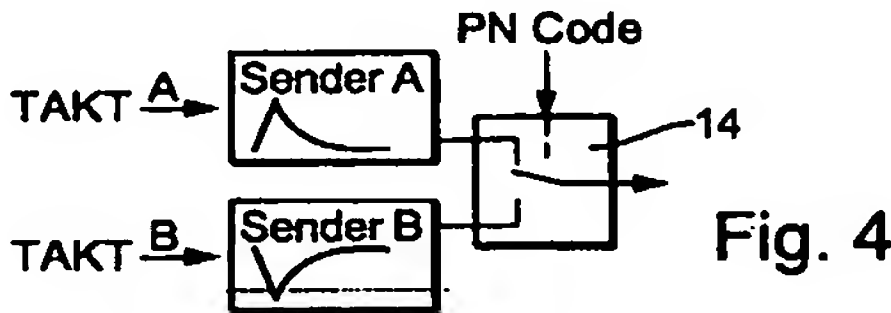 PN Code
TAKT A Sender A
14
TAKT B Sender B
Fig. 4